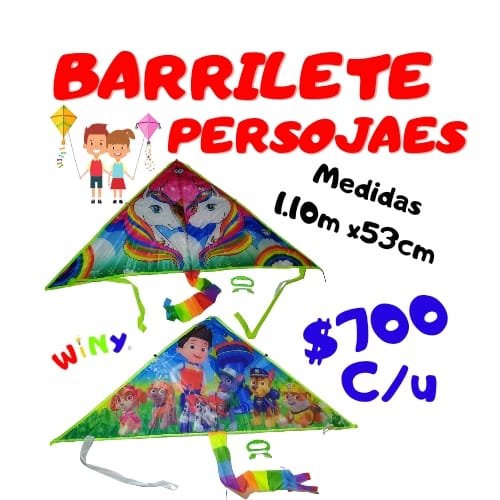 BARRILETE
PERSOJAES
Medidas
1.10m x53cm
$700
C/u
WiNy.